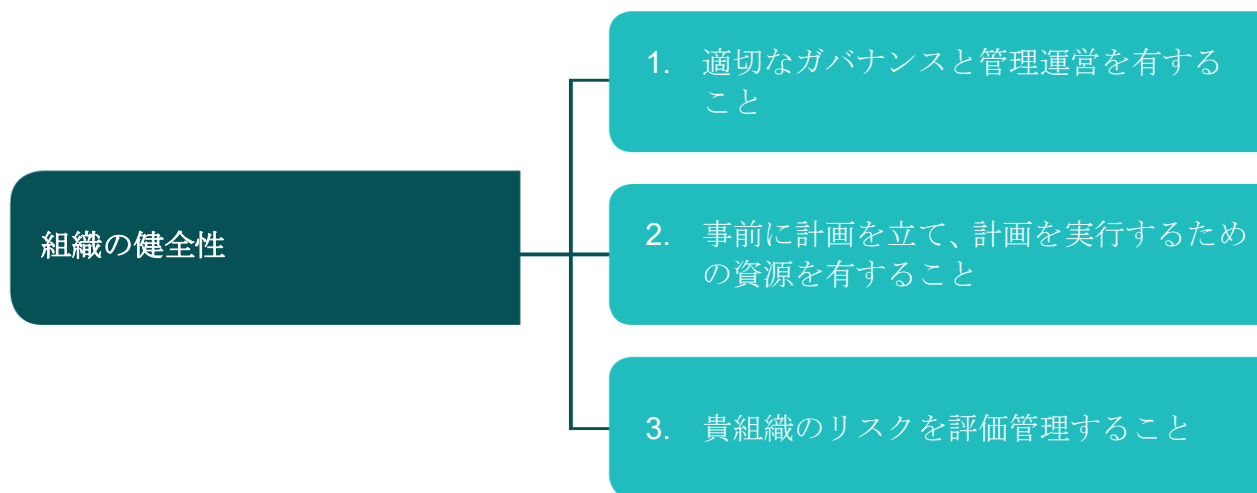 組織の健全性
1. 適切なガバナンスと管理運営を有する
こと
2. 事前に計画を立て、計画を実行するため
の資源を有すること
3. 貴組織のリスクを評価管理すること